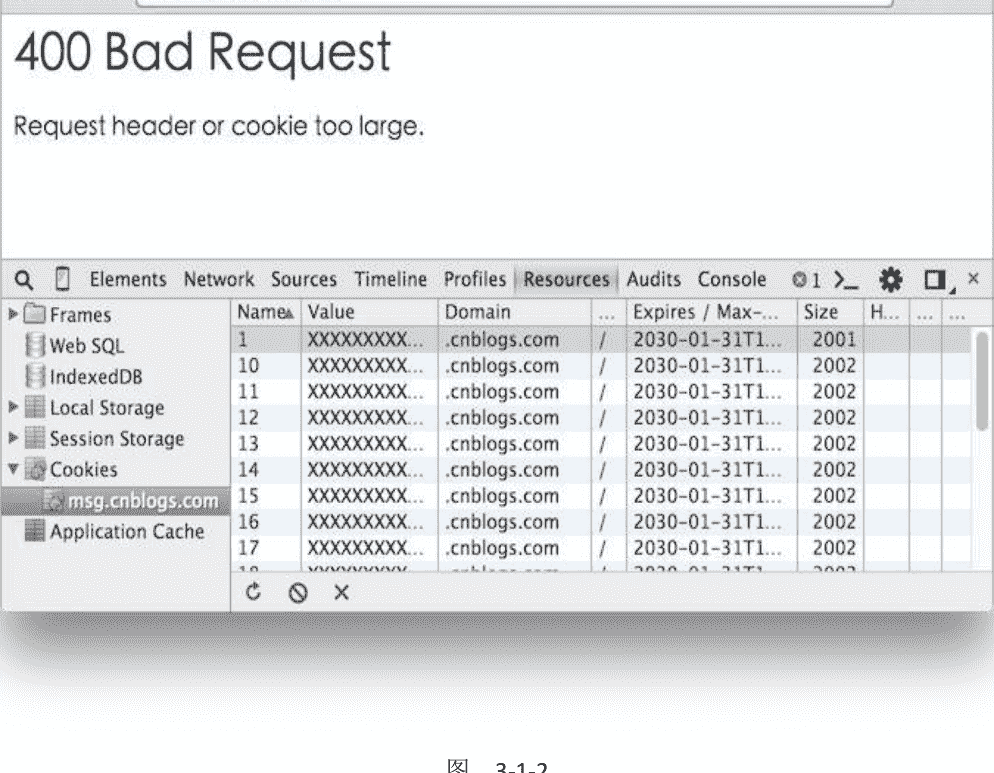 400 Bad Request
Request header or cookie too large.
Elements Network Sources Timeline Profiles Resources Audits Console 1
Frames
Web SQL
IndexedDB
Local Storage
Session Storage
Cookies
msg.cnblogs.com
Application Cache
Name Value Domain ... Expires / Max-... Size H... ... ...
1 XXXXXXXXX... .cnblogs.com / 2030-01-31T1... 2001
10 XXXXXXXXX... .cnblogs.com / 2030-01-31T1... 2002
11 XXXXXXXXX... .cnblogs.com / 2030-01-31T1... 2002
12 XXXXXXXXX... .cnblogs.com / 2030-01-31T1... 2002
13 XXXXXXXXX... .cnblogs.com / 2030-01-31T1... 2002
14 XXXXXXXXX... .cnblogs.com / 2030-01-31T1... 2002
15 XXXXXXXXX... .cnblogs.com / 2030-01-31T1... 2002
16 XXXXXXXXX... .cnblogs.com / 2030-01-31T1... 2002
17 XXXXXXXXX... .cnblogs.com / 2030-01-31T1... 2002
图 3-1-2